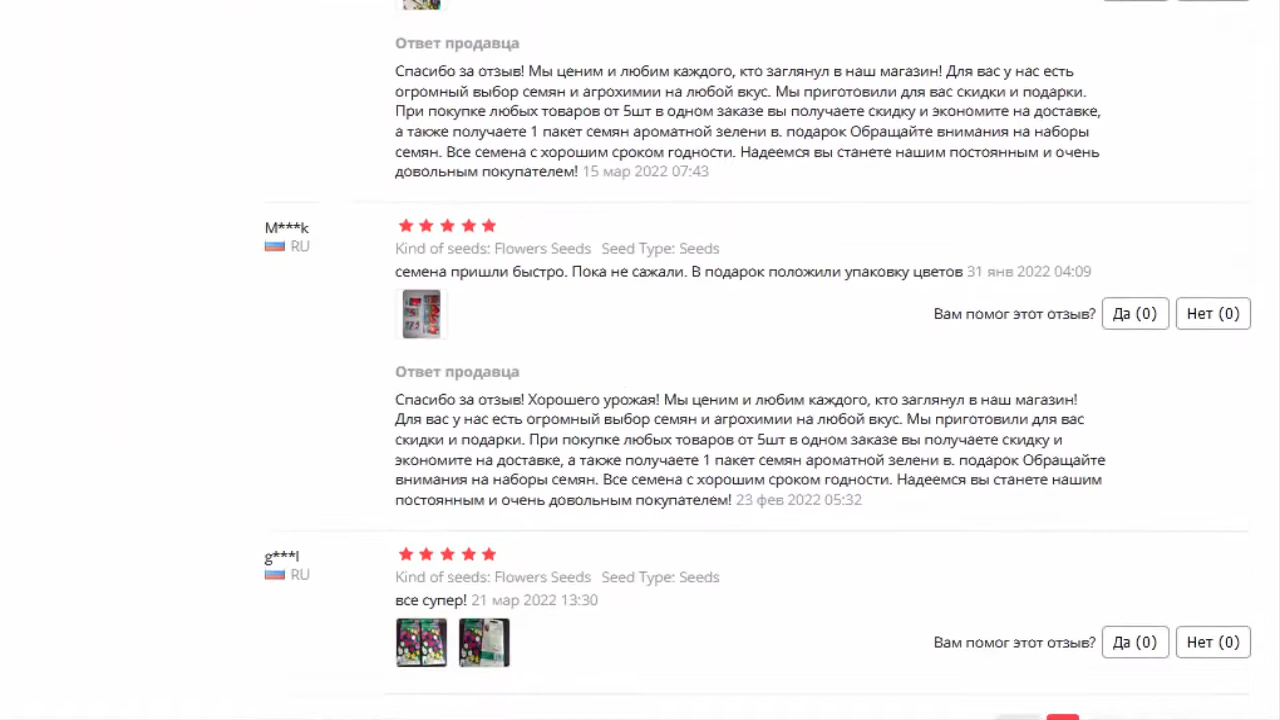 Ответ продавца
Спасибо за отзыв! Мы ценим и любим каждого, кто заглянул в наш магазин! Для вас у нас есть
огромный выбор семян и агрохимии на любой вкус. Мы приготовили для вас скидки и подарки.
При покупке любых товаров от 5шт в одном заказе вы получаете скидку и экономите на доставке,
а также получаете 1 пакет семян ароматной зелени в. подарок Обращайте внимания на наборы
семян. Все семена с хорошим сроком годности. Надеемся вы станете нашим постоянным и очень
довольным покупателем! 15 мар 2022 07:43
M***k
RU
Kind of seeds: Flowers Seeds Seed Type: Seeds
семена пришли быстро. Пока не сажали. В подарок положили упаковку цветов 31 янв 2022 04:09
Вам помог этот отзыв? Да (0) Нет (0)
Ответ продавца
Спасибо за отзыв! Хорошего урожая! Мы ценим и любим каждого, кто заглянул в наш магазин!
Для вас у нас есть огромный выбор семян и агрохимии на любой вкус. Мы приготовили для вас
скидки и подарки. При покупке любых товаров от 5шт в одном заказе вы получаете скидку и
экономите на доставке, а также получаете 1 пакет семян ароматной зелени в. подарок Обращайте
внимания на наборы семян. Все семена с хорошим сроком годности. Надеемся вы станете нашим
постоянным и очень довольным покупателем! 23 фев 2022 05:32
g***l
RU
Kind of seeds: Flowers Seeds Seed Type: Seeds
все супер! 21 мар 2022 13:30
Вам помог этот отзыв? Да (0) Нет (0)